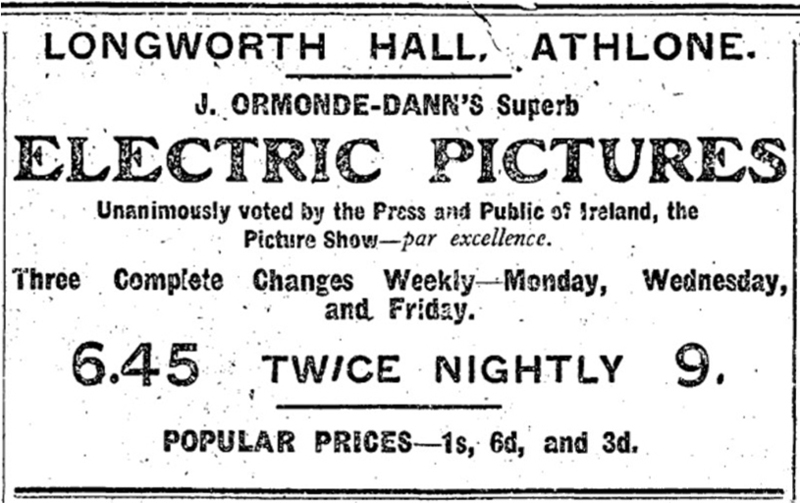 LONGWORTH HALL, ATHLONE.
J. ORMONDE-DANN'S Superb
ELECTRIC PICTURES
Unanimously voted by the Press and Public of Ireland, the
Picture Show—par excellence.
Three Complete Changes Weekly—Monday, Wednesday,
and Friday.
6.45 TWICE NIGHTLY 9.
POPULAR PRICES—1s, 6d, and 3d.